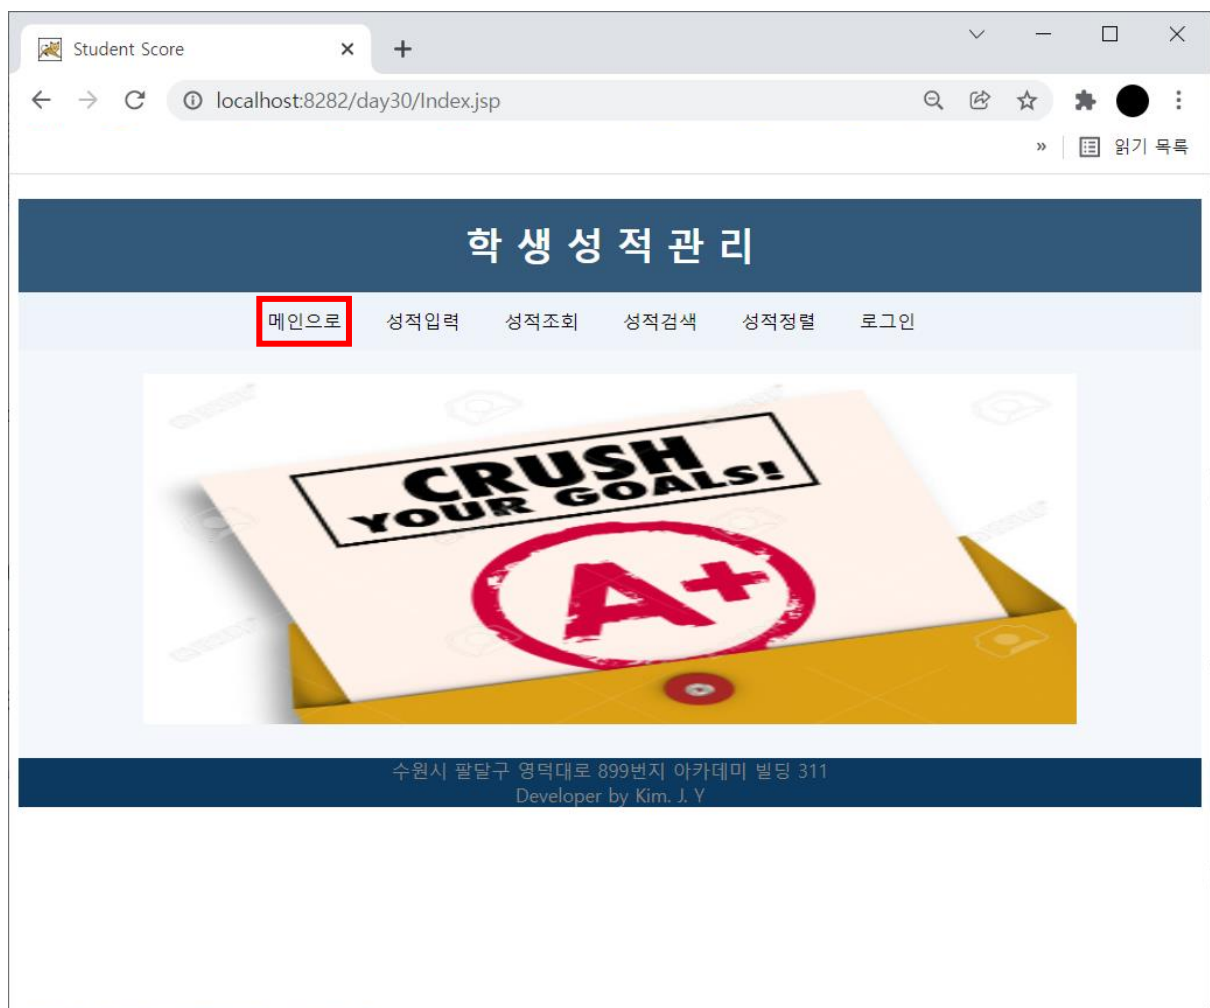 Student Score
localhost:8282/day30/Index.jsp
» 읽기 목록
학 생 성 적 관 리
메인으로 성적입력 성적조회 성적검색 성적정렬 로그인
CRUSH
YOUR GOALS!
A+
수원시 팔달구 영덕대로 899번지 아카데미 빌딩 311
Developer by Kim. J. Y